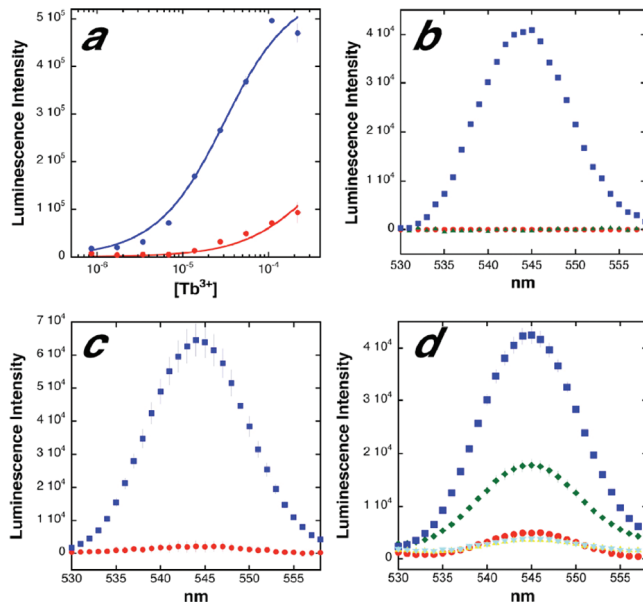 a
Luminescence Intensity
5 10⁵
4 10⁵
3 10⁵
2 10⁵
1 10⁵
0
10⁻⁶ 10⁻⁵ 10⁻⁴
[Tb³⁺]
b
Luminescence Intensity
4 10⁴
3 10⁴
2 10⁴
1 10⁴
0
530 535 540 545 550 555
nm
c
Luminescence Intensity
7 10⁴
6 10⁴
5 10⁴
4 10⁴
3 10⁴
2 10⁴
1 10⁴
0
530 535 540 545 550 555
nm
d
Luminescence Intensity
4 10⁴
3 10⁴
2 10⁴
1 10⁴
0
530 535 540 545 550 555
nm